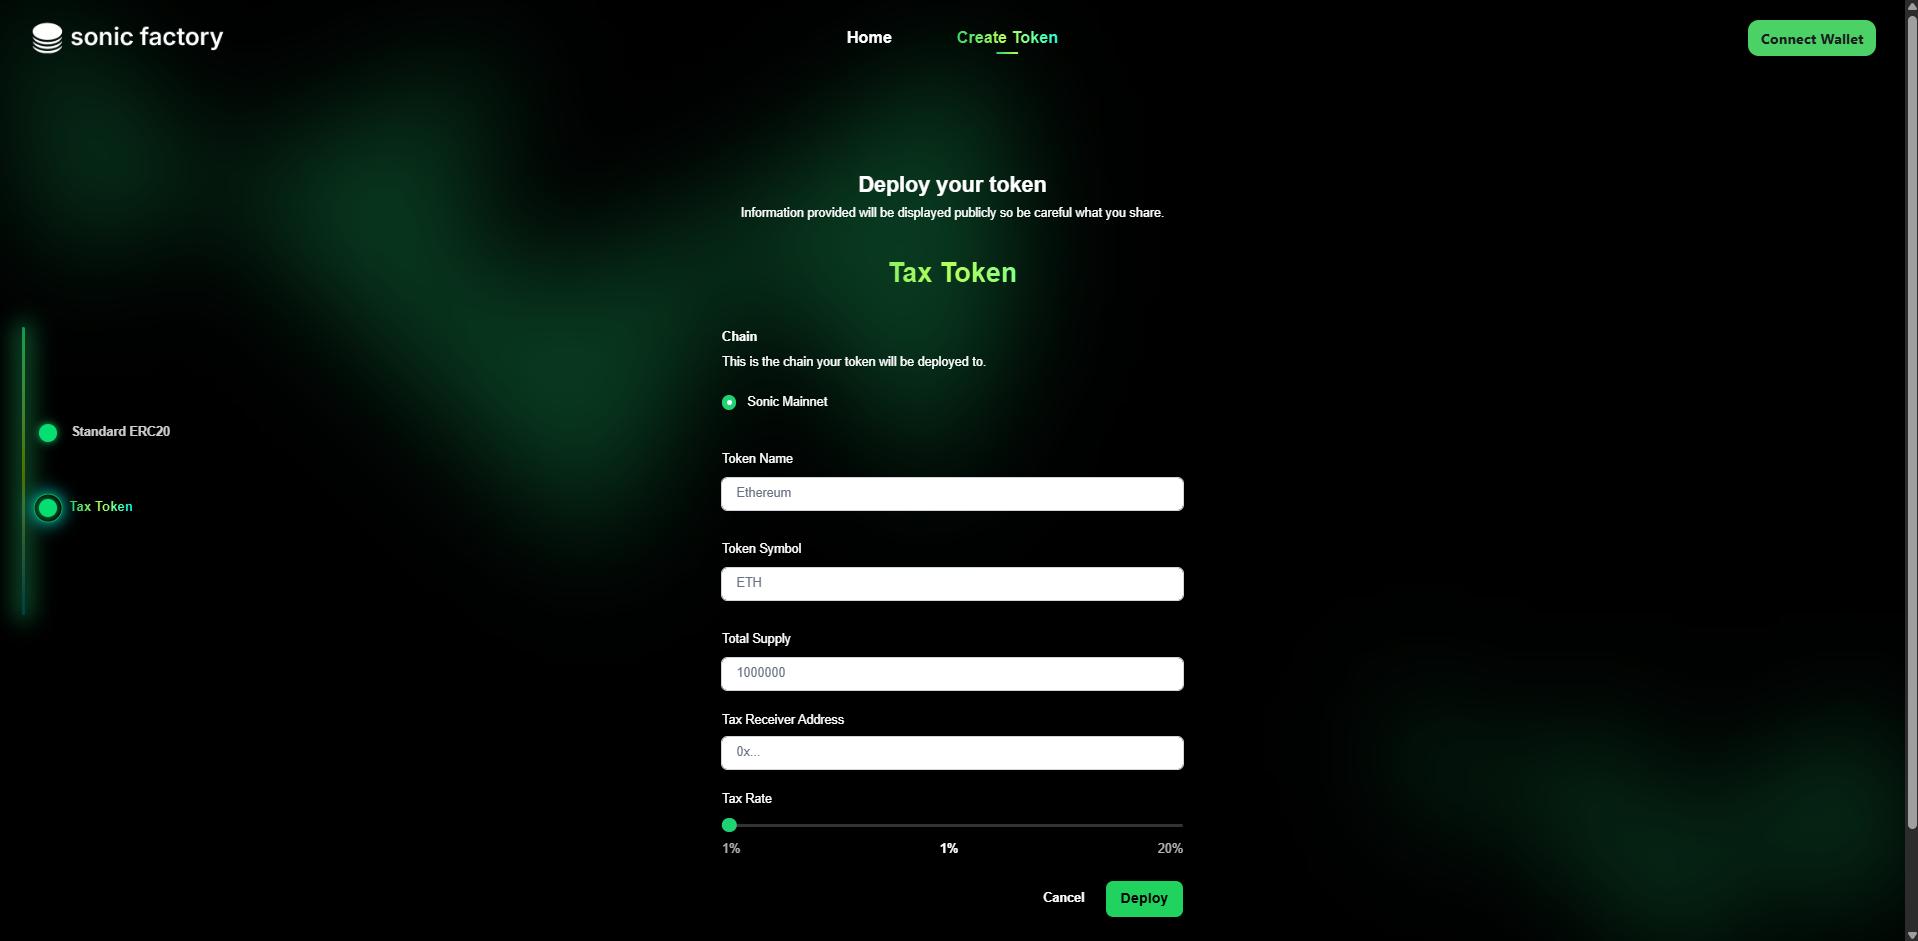 sonic factory
Home
Create Token
Connect Wallet
Deploy your token
Information provided will be displayed publicly so be careful what you share.
Tax Token
Chain
This is the chain your token will be deployed to.
Sonic Mainnet
Standard ERC20
Tax Token
Token Name
Ethereum
Token Symbol
ETH
Total Supply
1000000
Tax Receiver Address
0x...
Tax Rate
1%
1%
20%
Cancel
Deploy